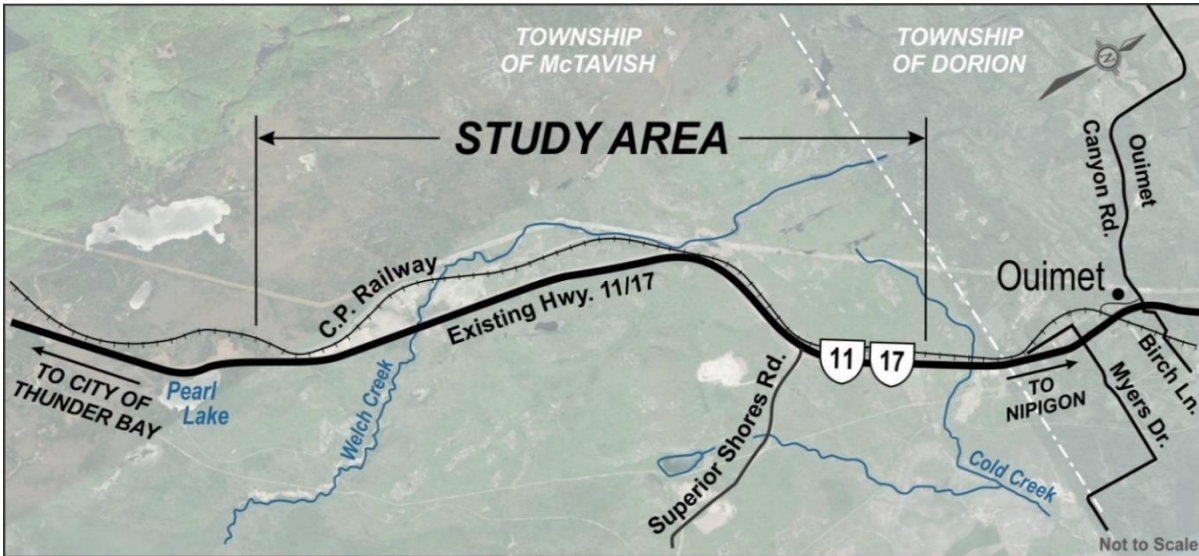 TOWNSHIP
OF McTAVISH
TOWNSHIP
OF DORION
N
STUDY AREA
Ouimet
Canyon Rd.
Ouimet
C.P. Railway
Existing Hwy. 11/17
TO CITY OF
THUNDER BAY
Pearl
Lake
Welch Creek
Superior Shores Rd.
11
17
TO
NIPIGON
Birch Ln.
Myers Dr.
Cold Creek
Not to Scale